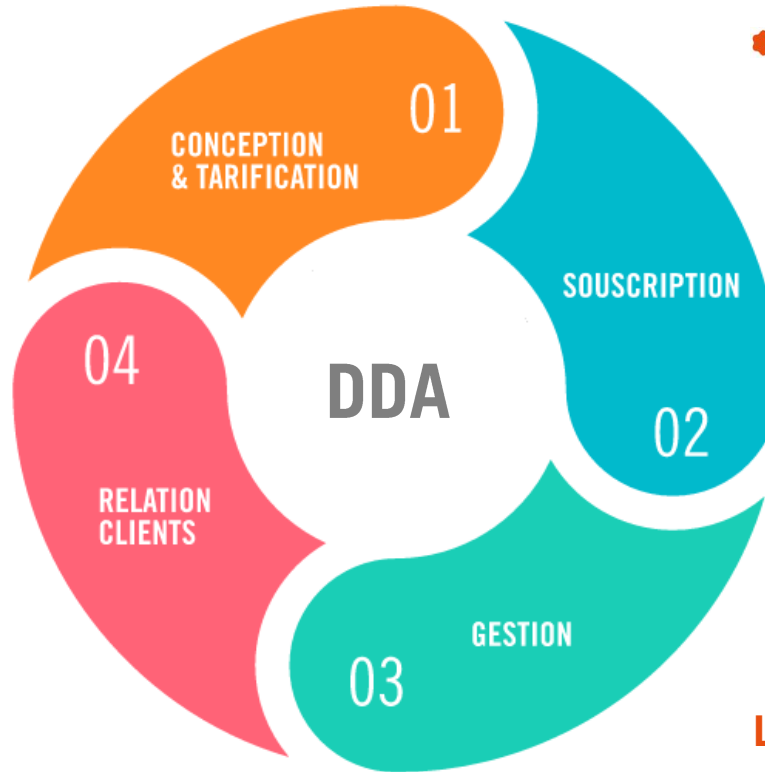 01
CONCEPTION
& TARIFICATION
SOUSCRIPTION
02
DDA
04
RELATION
CLIENTS
GESTION
03
L